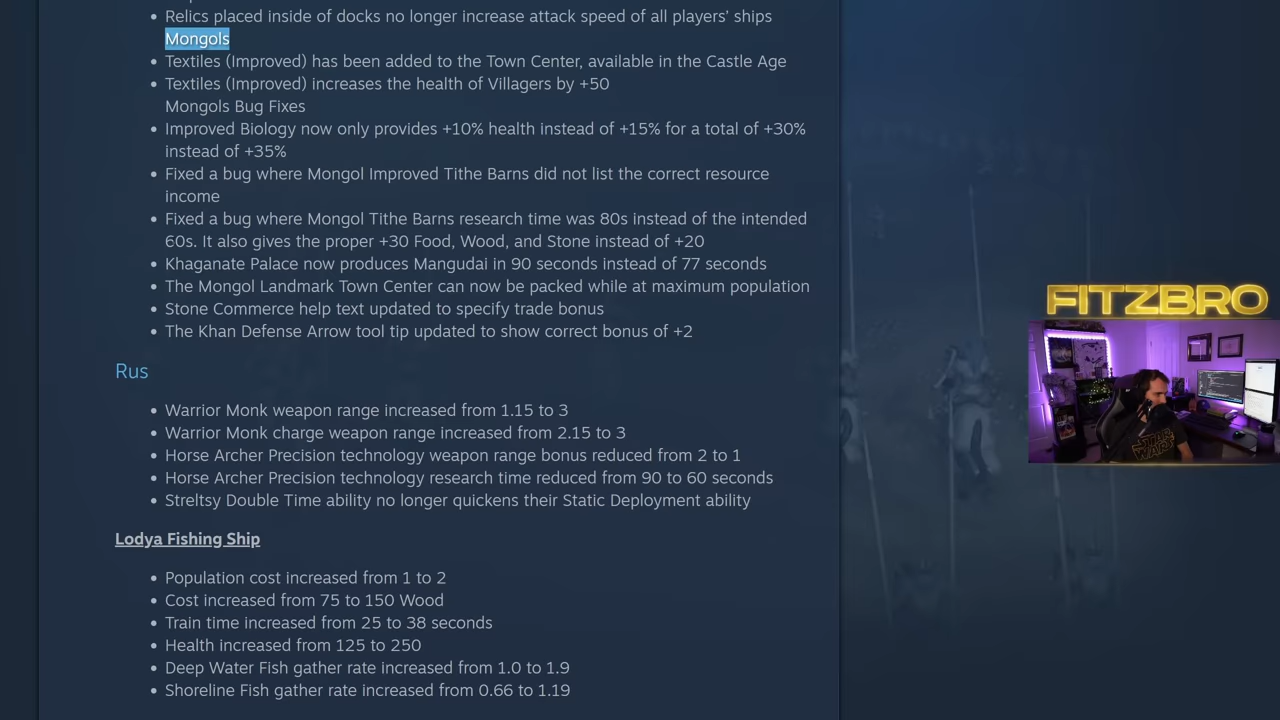 Relics placed inside of docks no longer increase attack speed of all players' ships
Mongols
Textiles (Improved) has been added to the Town Center, available in the Castle Age
Textiles (Improved) increases the health of Villagers by +50
Mongols Bug Fixes
Improved Biology now only provides +10% health instead of +15% for a total of +30%
instead of +35%
Fixed a bug where Mongol Improved Tithe Barns did not list the correct resource
income
Fixed a bug where Mongol Tithe Barns research time was 80s instead of the intended
60s. It also gives the proper +30 Food, Wood, and Stone instead of +20
Khaganate Palace now produces Mangudai in 90 seconds instead of 77 seconds
The Mongol Landmark Town Center can now be packed while at maximum population
Stone Commerce help text updated to specify trade bonus
The Khan Defense Arrow tool tip updated to show correct bonus of +2
Rus
Warrior Monk weapon range increased from 1.15 to 3
Warrior Monk charge weapon range increased from 2.15 to 3
Horse Archer Precision technology weapon range bonus reduced from 2 to 1
Horse Archer Precision technology research time reduced from 90 to 60 seconds
Streltsy Double Time ability no longer quickens their Static Deployment ability
Lodya Fishing Ship
Population cost increased from 1 to 2
Cost increased from 75 to 150 Wood
Train time increased from 25 to 38 seconds
Health increased from 125 to 250
Deep Water Fish gather rate increased from 1.0 to 1.9
Shoreline Fish gather rate increased from 0.66 to 1.19
FITZBRO
STAR
WARS